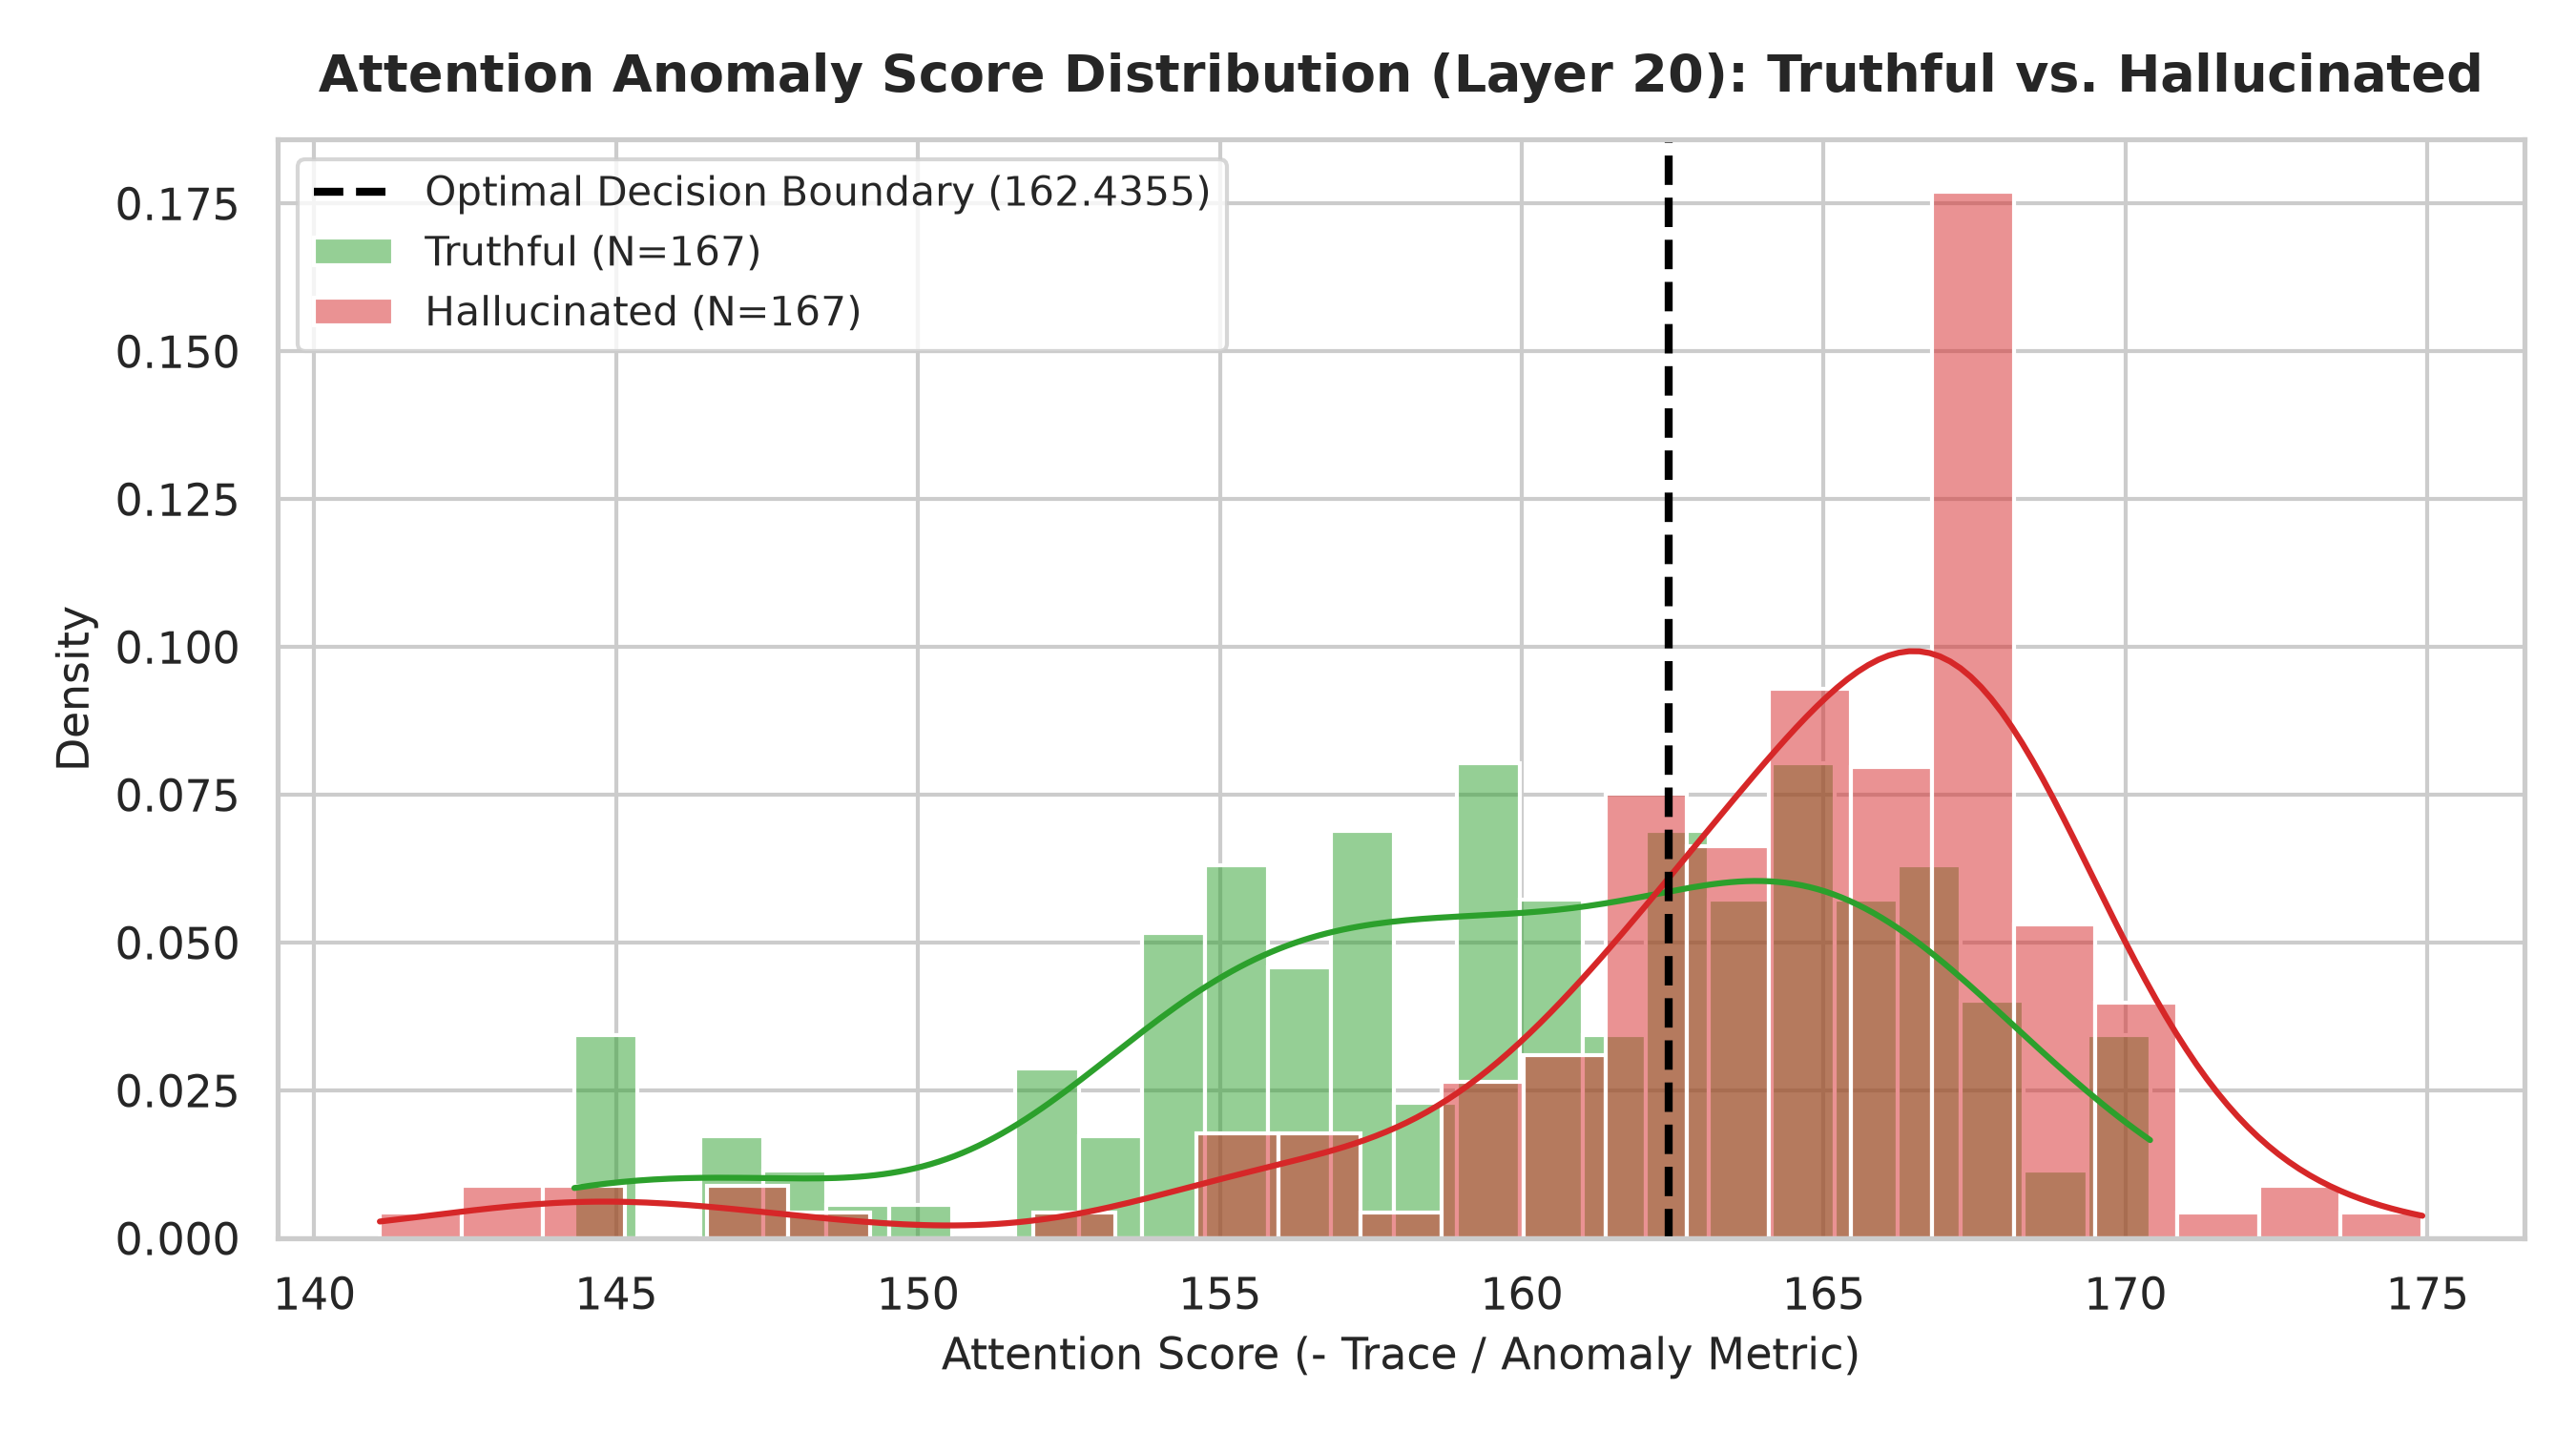 Attention Anomaly Score Distribution (Layer 20): Truthful vs. Hallucinated
Optimal Decision Boundary (162.4355)
Truthful (N=167)
Hallucinated (N=167)
0.175
0.150
0.125
0.100
0.075
0.050
0.025
0.000
Density
140 145 150 155 160 165 170 175
Attention Score (- Trace / Anomaly Metric)